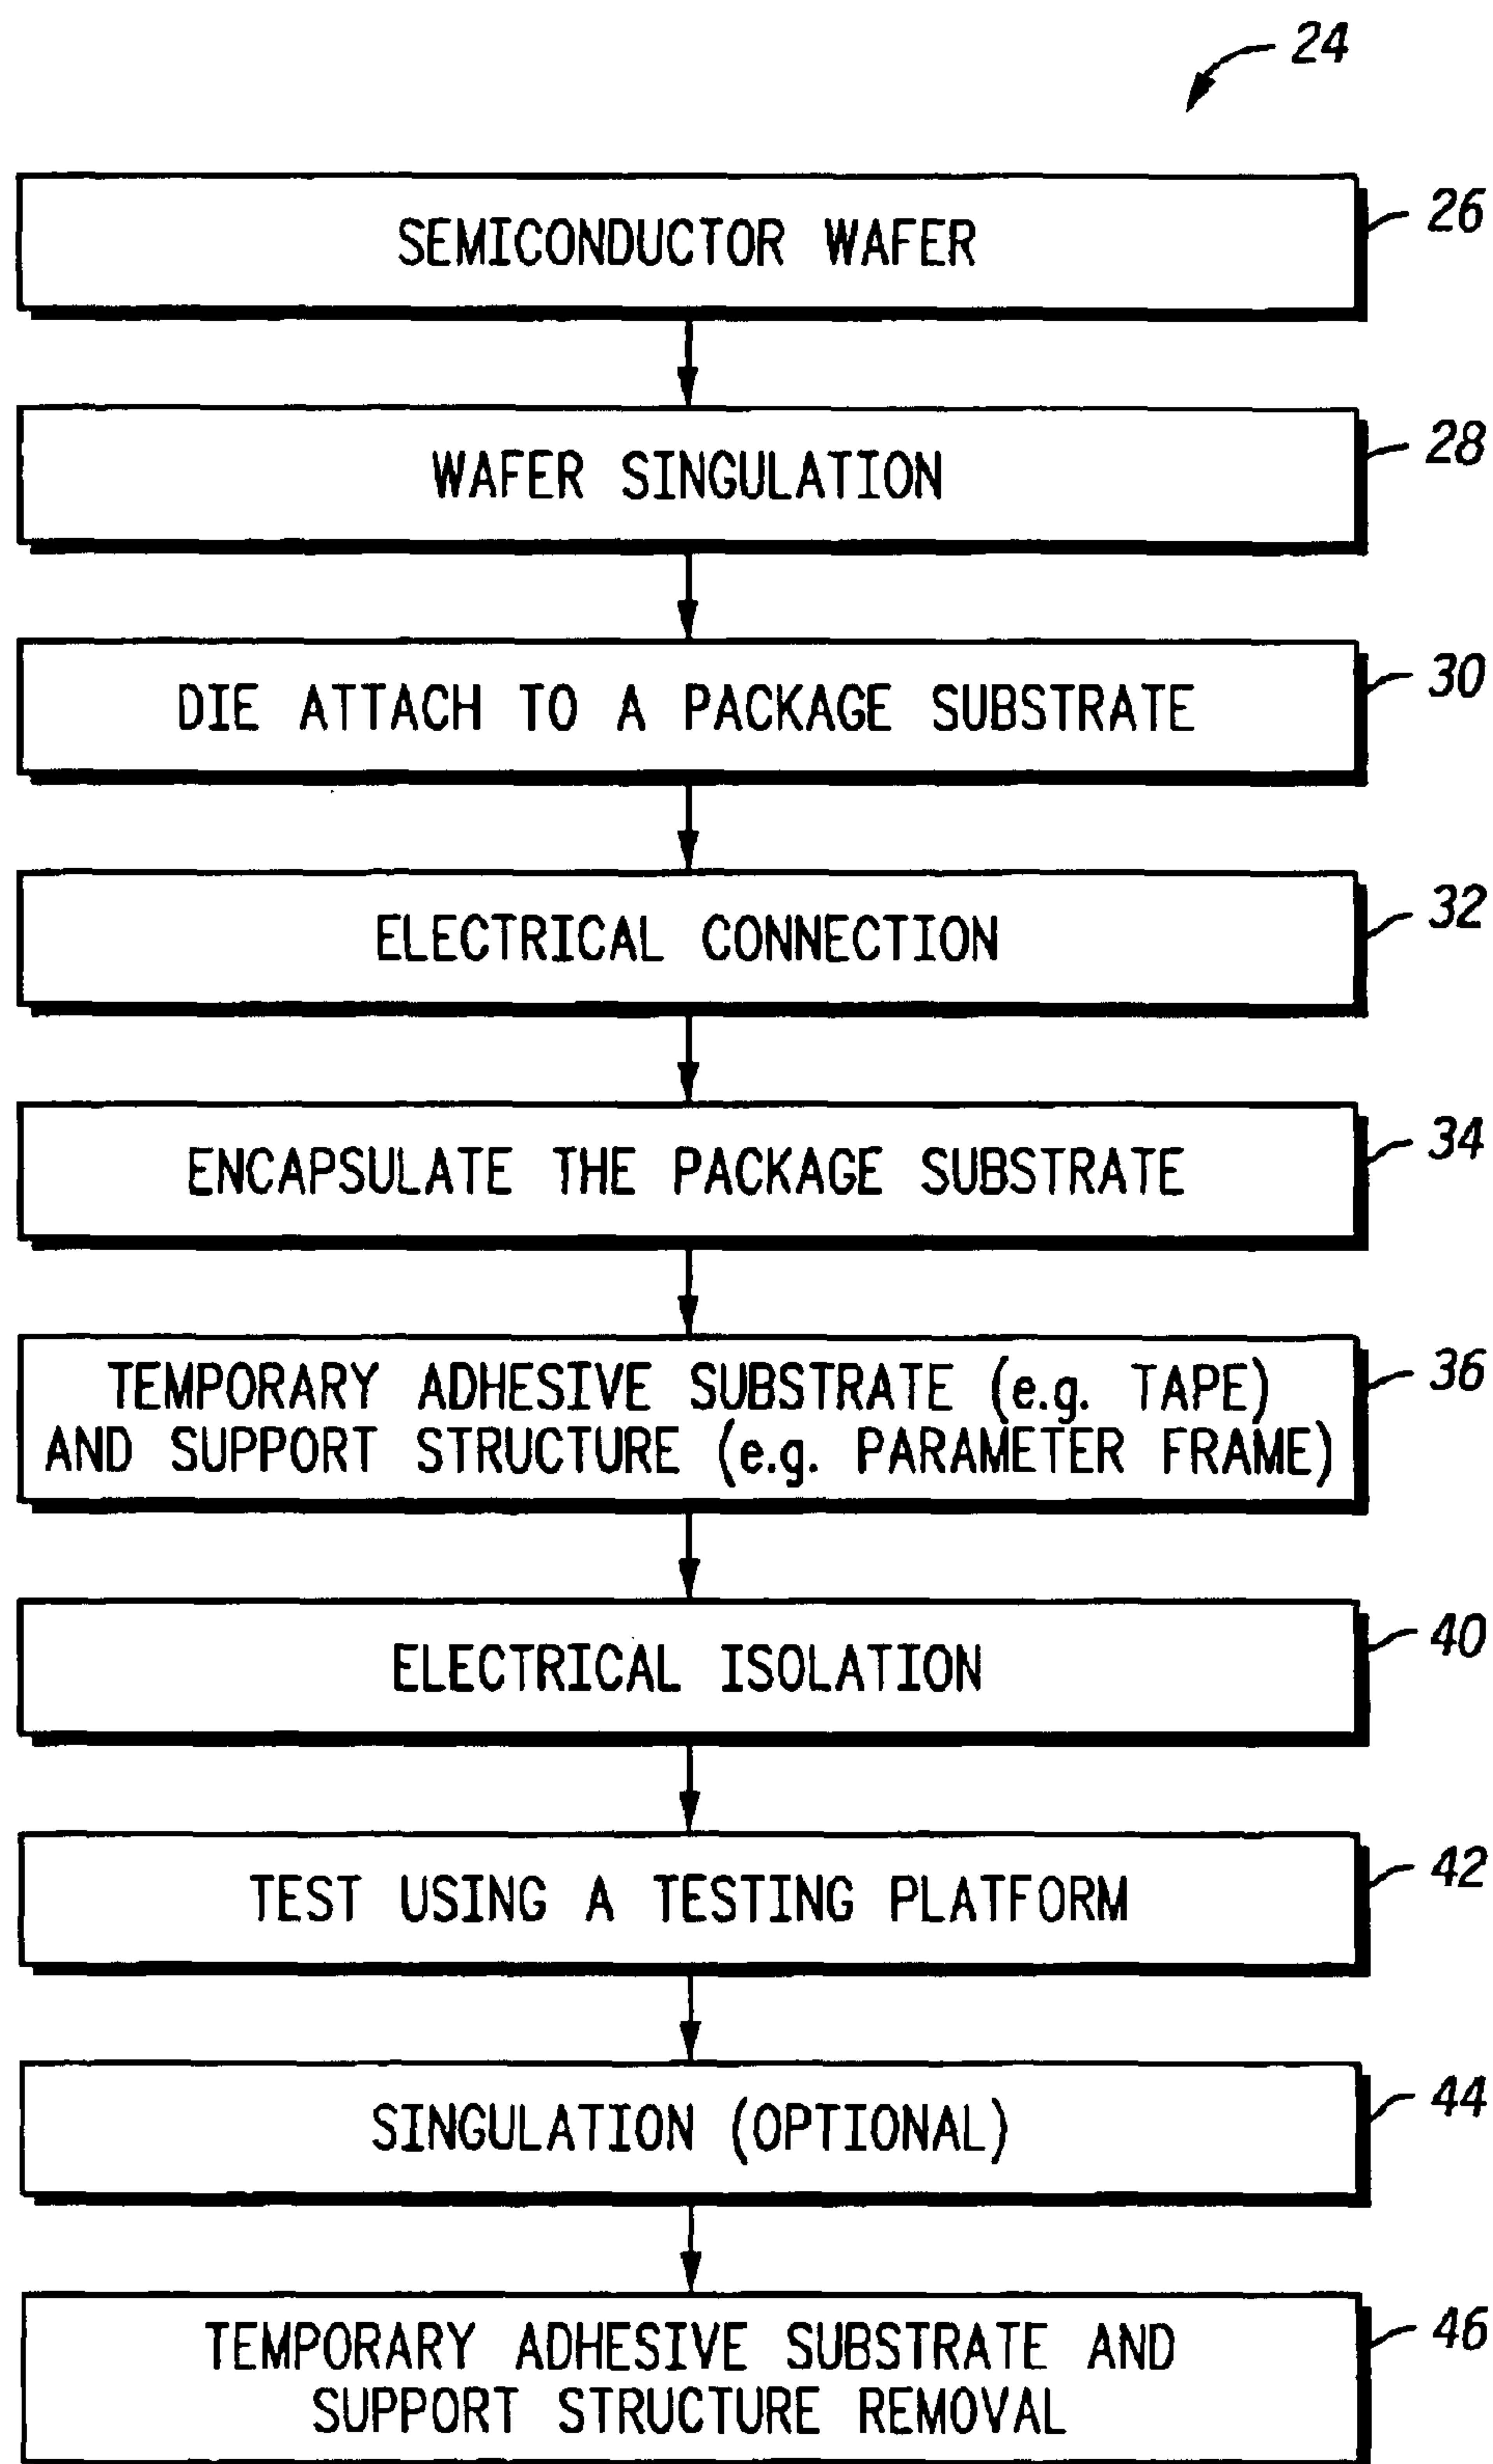 24
SEMICONDUCTOR WAFER
26
WAFER SINGULATION
28
DIE ATTACH TO A PACKAGE SUBSTRATE
30
ELECTRICAL CONNECTION
32
ENCAPSULATE THE PACKAGE SUBSTRATE
34
TEMPORARY ADHESIVE SUBSTRATE (e.g. TAPE)
AND SUPPORT STRUCTURE (e.g. PARAMETER FRAME)
36
ELECTRICAL ISOLATION
40
TEST USING A TESTING PLATFORM
42
SINGULATION (OPTIONAL)
44
TEMPORARY ADHESIVE SUBSTRATE AND
SUPPORT STRUCTURE REMOVAL
46